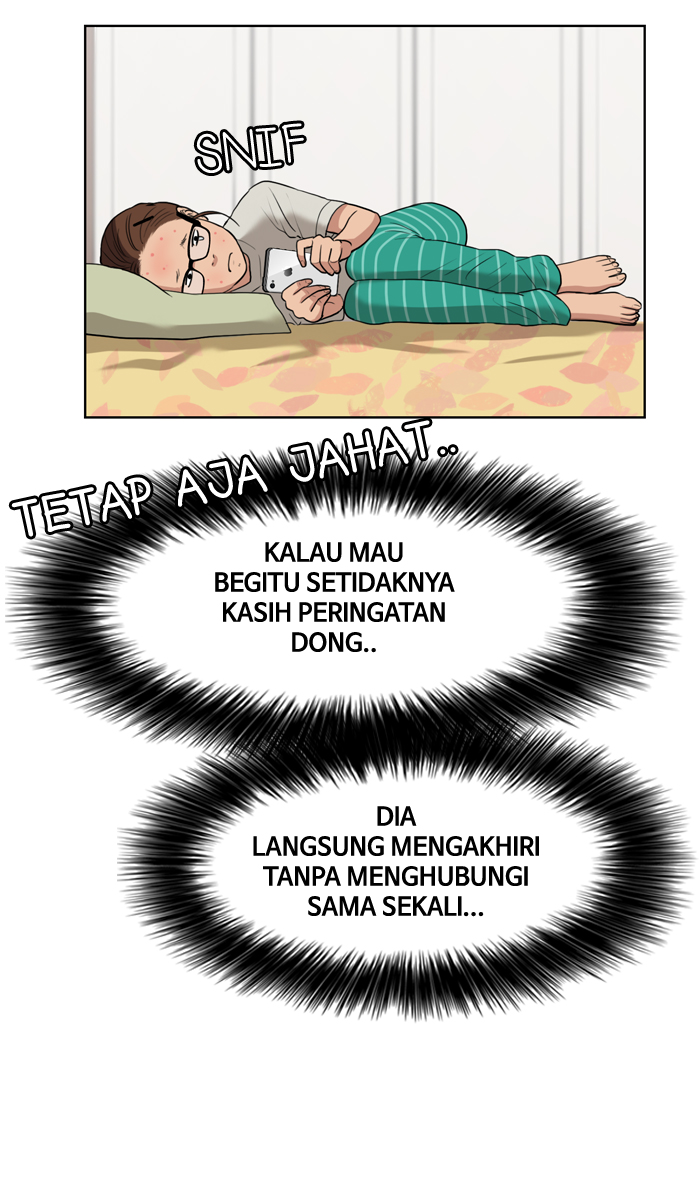 SNIF
TETAP AJA JAHAT..
KALAU MAU
BEGITU SETIDAKNYA
KASIH PERINGATAN
DONG..
DIA
LANGSUNG MENGAKHIRI
TANPA MENGHUBUNGI
SAMA SEKALI...